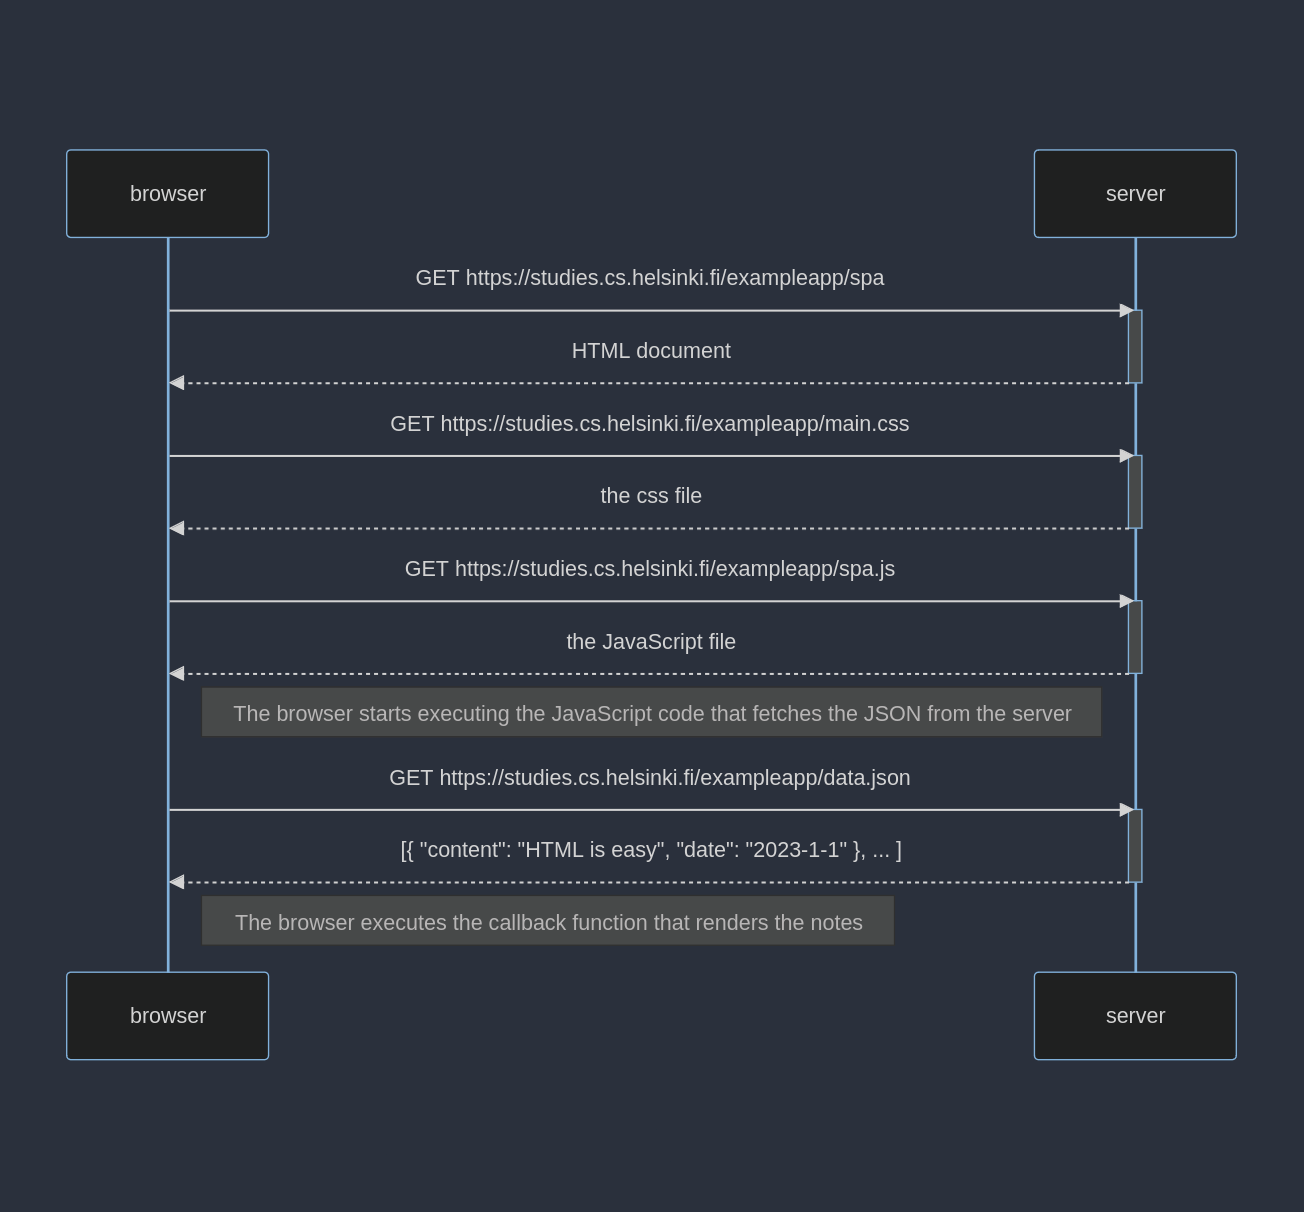 browser
server
GET https://studies.cs.helsinki.fi/exampleapp/spa
HTML document
GET https://studies.cs.helsinki.fi/exampleapp/main.css
the css file
GET https://studies.cs.helsinki.fi/exampleapp/spa.js
the JavaScript file
The browser starts executing the JavaScript code that fetches the JSON from the server
GET https://studies.cs.helsinki.fi/exampleapp/data.json
[{ "content": "HTML is easy", "date": "2023-1-1" }, ... ]
The browser executes the callback function that renders the notes
browser
server